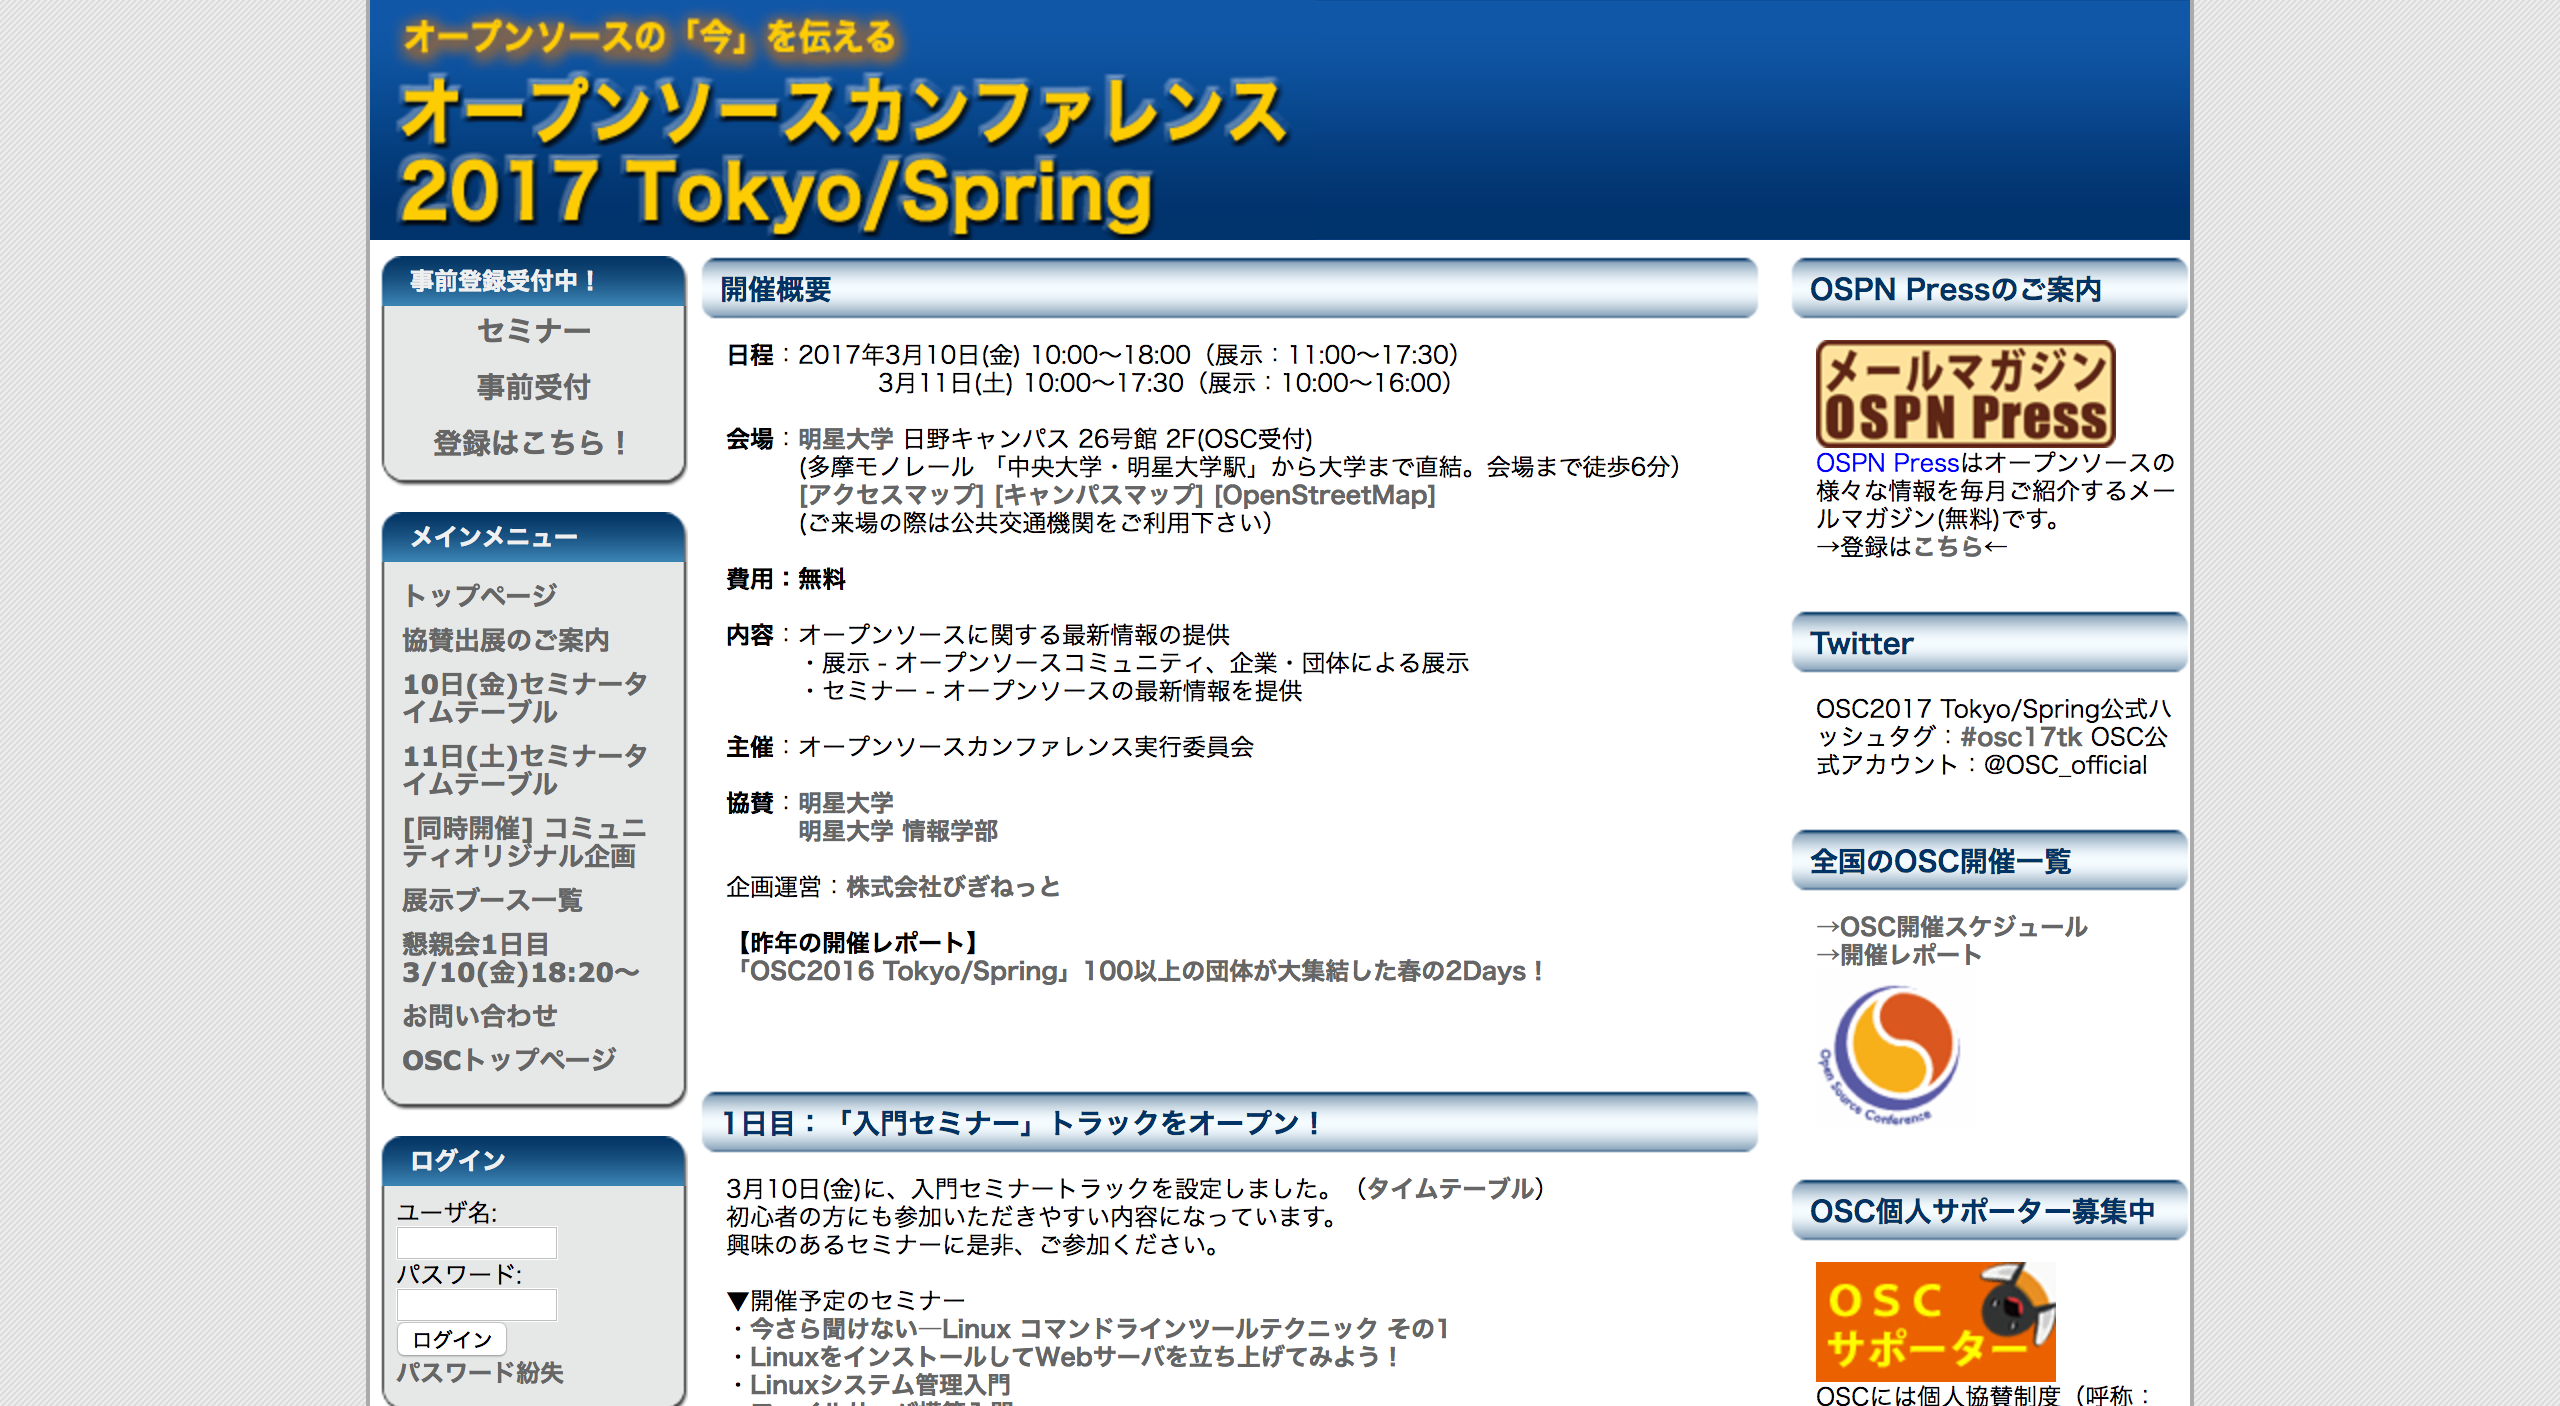 オープンソースの「今」を伝える
オープンソースカンファレンス
2017 Tokyo/Spring
事前登録受付中！
セミナー
事前受付
登録はこちら！
メインメニュー
トップページ
協賛出展のご案内
10日(金)セミナータ
イムテーブル
11日(土)セミナータ
イムテーブル
[同時開催] コミュニ
ティオリジナル企画
展示ブース一覧
懇親会1日目
3/10(金)18:20〜
お問い合わせ
OSCトップページ
ログイン
ユーザ名:
パスワード:
ログイン
パスワード紛失
開催概要
日程：2017年3月10日(金) 10:00〜18:00（展示：11:00〜17:30）
3月11日(土) 10:00〜17:30（展示：10:00〜16:00）
会場：明星大学 日野キャンパス 26号館 2F(OSC受付)
(多摩モノレール 「中央大学・明星大学駅」から大学まで直結。会場まで徒歩6分）
[アクセスマップ] [キャンパスマップ] [OpenStreetMap]
(ご来場の際は公共交通機関をご利用下さい）
費用：無料
内容：オープンソースに関する最新情報の提供
・展示 - オープンソースコミュニティ、企業・団体による展示
・セミナー - オープンソースの最新情報を提供
主催：オープンソースカンファレンス実行委員会
協賛：明星大学
明星大学 情報学部
企画運営：株式会社びぎねっと
【昨年の開催レポート】
「OSC2016 Tokyo/Spring」100以上の団体が大集結した春の2Days！
1日目：「入門セミナー」トラックをオープン！
3月10日(金)に、入門セミナートラックを設定しました。（タイムテーブル）
初心者の方にも参加いただきやすい内容になっています。
興味のあるセミナーに是非、ご参加ください。
▼開催予定のセミナー
・今さら聞けない─Linux コマンドラインツールテクニック その1
・LinuxをインストールしてWebサーバを立ち上げてみよう！
・Linuxシステム管理入門
OSPN Pressのご案内
メールマガジン
OSPN Press
OSPN Pressはオープンソースの
様々な情報を毎月ご紹介するメー
ルマガジン(無料)です。
→登録はこちら←
Twitter
OSC2017 Tokyo/Spring公式ハ
ッシュタグ：#osc17tk OSC公
式アカウント：@OSC_official
全国のOSC開催一覧
→OSC開催スケジュール
→開催レポート
Open Source Conference
OSC個人サポーター募集中
OSC
サポーター
OSCには個人協賛制度（呼称：